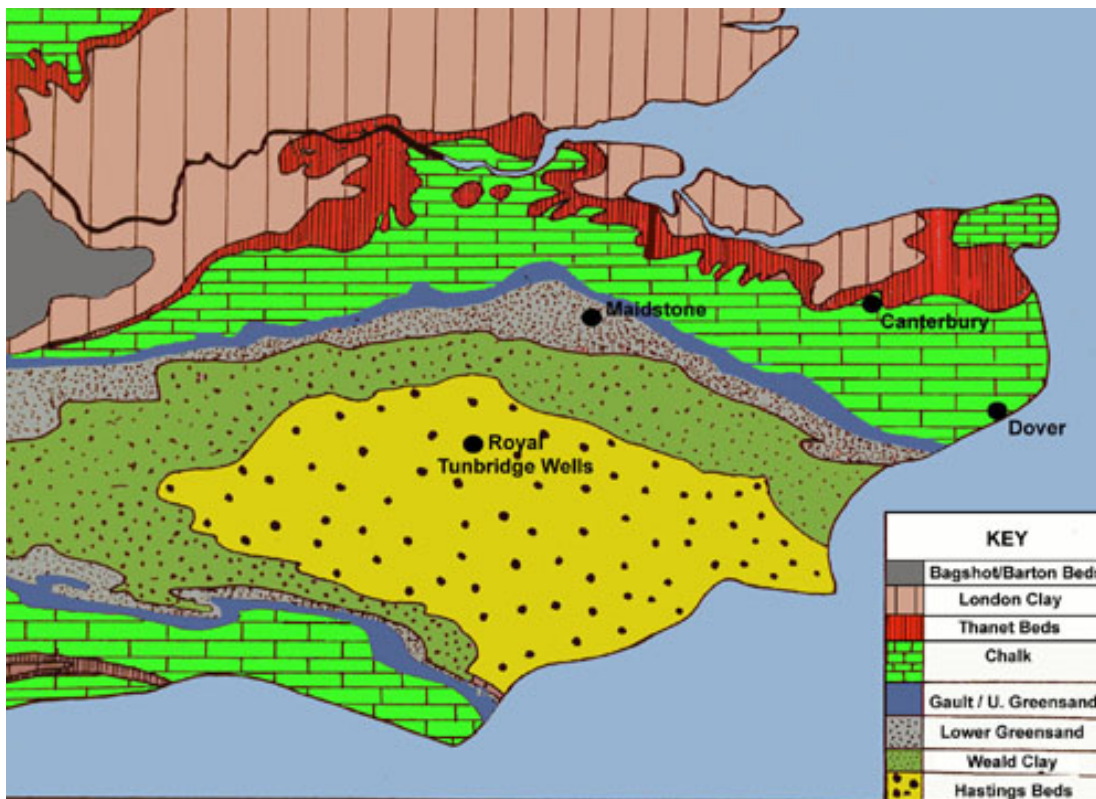 Maidstone
Canterbury
Dover
Royal
Tunbridge Wells
KEY
Bagshot/Barton Beds
London Clay
Thanet Beds
Chalk
Gault / U. Greensand
Lower Greensand
Weald Clay
Hastings Beds